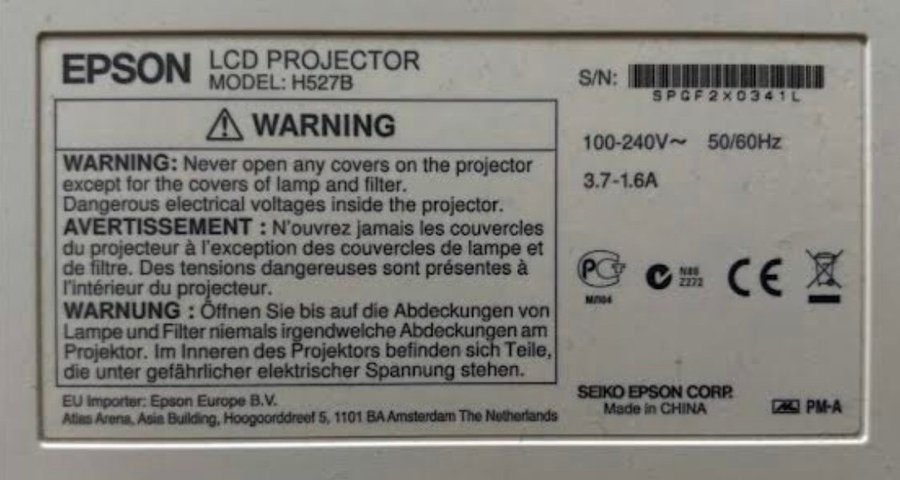 EPSON LCD PROJECTOR
MODEL: H527B
S/N:
SPGF2X0341L
⚠ WARNING
WARNING: Never open any covers on the projector
except for the covers of lamp and filter.
Dangerous electrical voltages inside the projector.
AVERTISSEMENT : N'ouvrez jamais les couvercles
du projecteur à l'exception des couvercles de lampe et
de filtre. Des tensions dangereuses sont présentes à
l'intérieur du projecteur.
WARNUNG : Öffnen Sie bis auf die Abdeckungen von
Lampe und Filter niemals irgendwelche Abdeckungen am
Projektor. Im Inneren des Projektors befinden sich Teile,
die unter gefährlicher elektrischer Spannung stehen.
EU Importer: Epson Europe B.V.
Atlas Arena, Asia Building, Hoogoorddreef 5, 1101 BA Amsterdam The Netherlands
100-240V~ 50/60Hz
3.7-1.6A
МЛ04
CE
SEIKO EPSON CORP.
Made in CHINA
PM-A